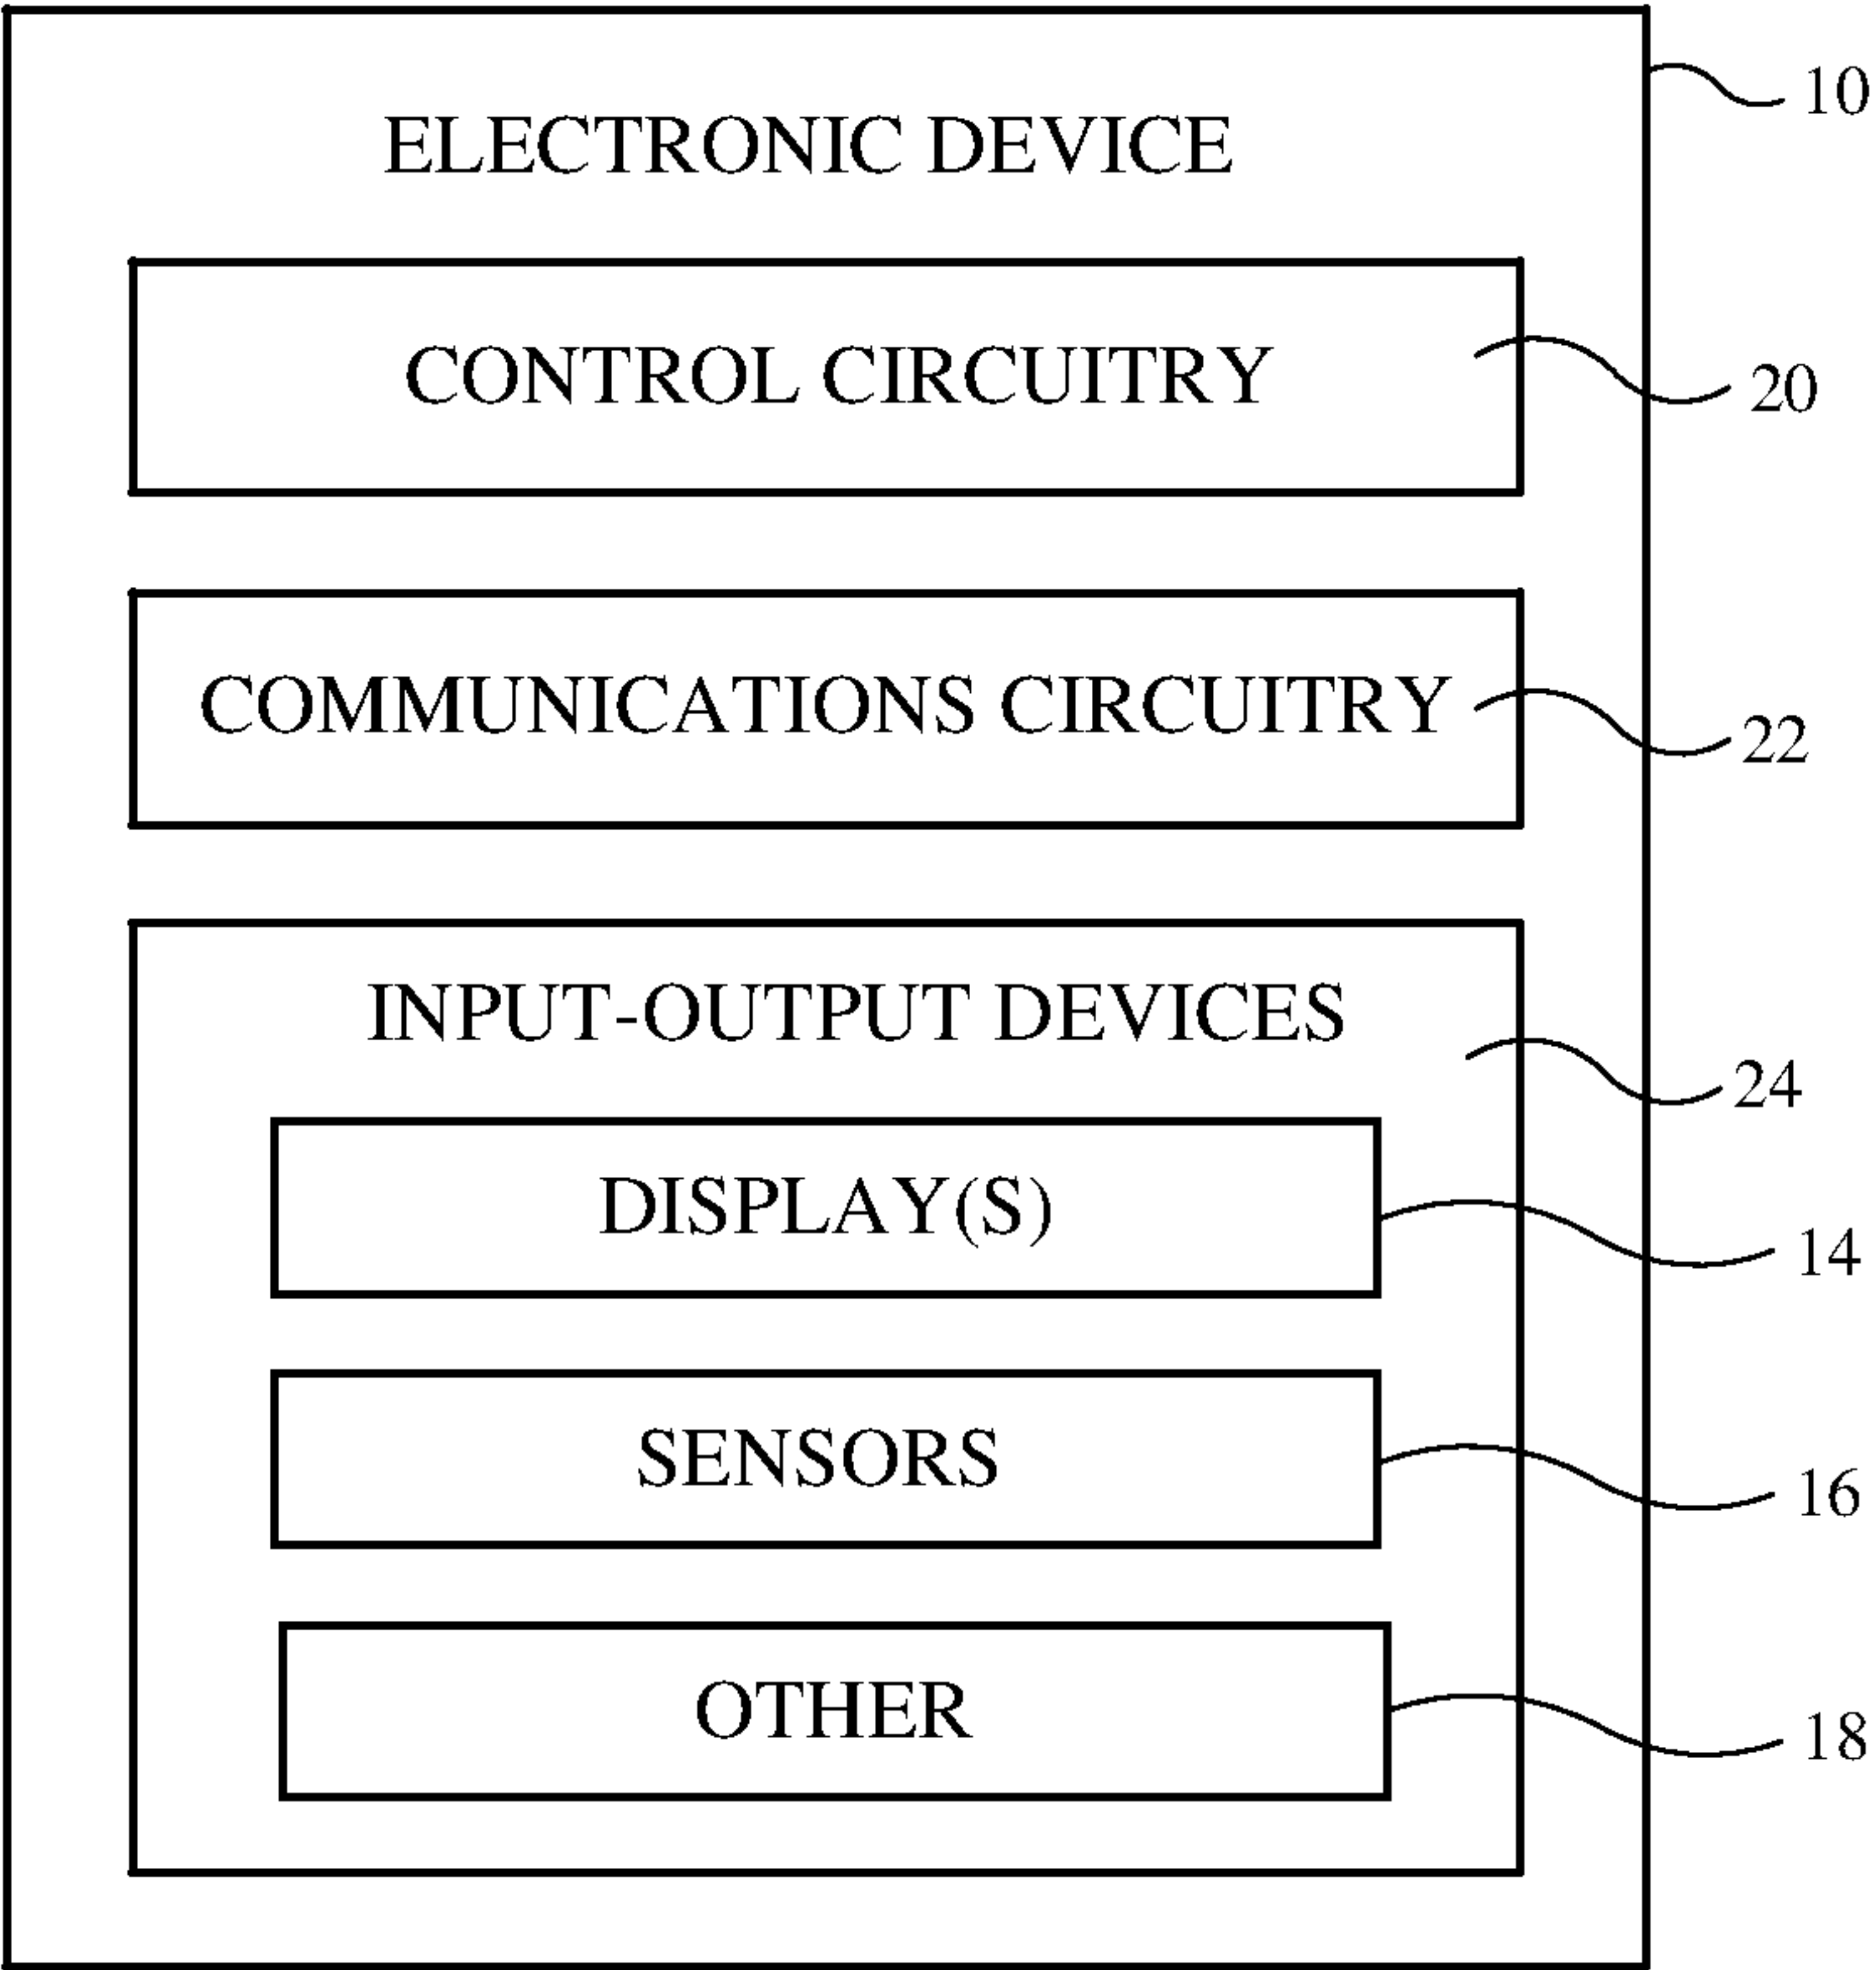 ELECTRONIC DEVICE
10
CONTROL CIRCUITRY
20
COMMUNICATIONS CIRCUITRY
22
INPUT-OUTPUT DEVICES
24
DISPLAY(S)
14
SENSORS
16
OTHER
18